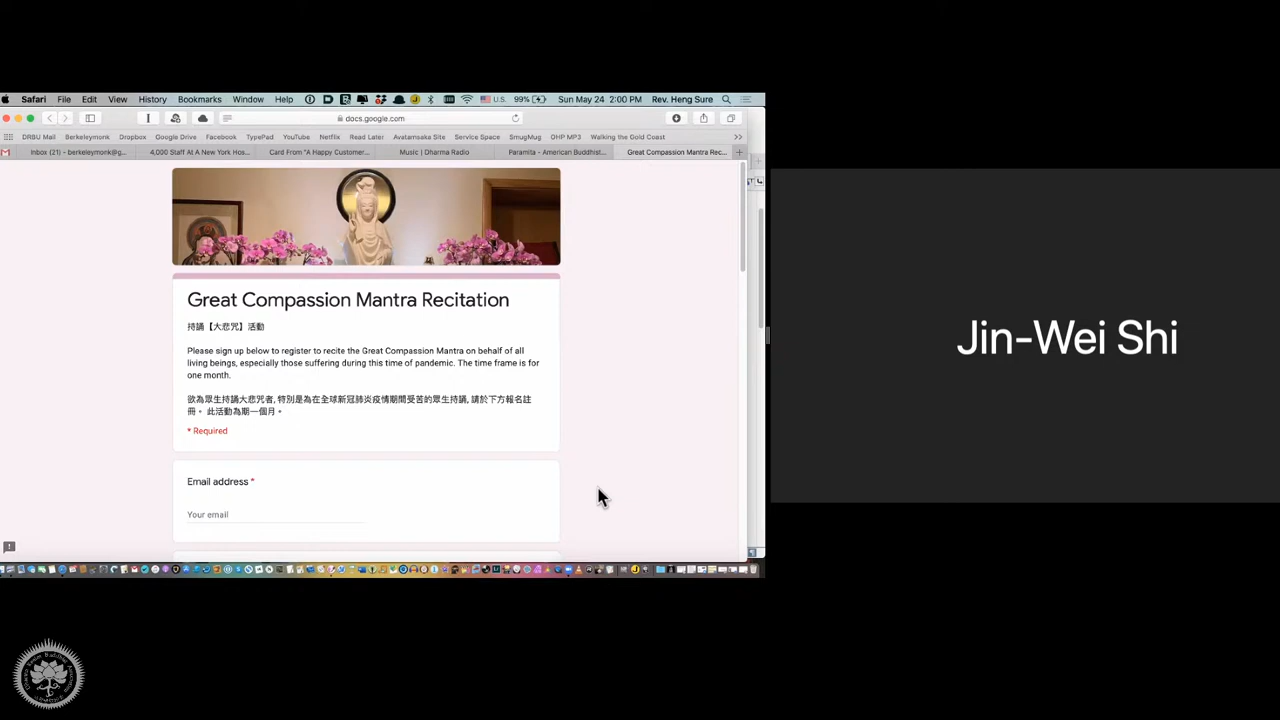 Safari File Edit View History Bookmarks Window Help U.S. 99% Sun May 24 2:00 PM Rev. Heng Sure
docs.google.com
DRBU Mail Berkeleymonk Dropbox Google Drive Facebook TypePad YouTube Netflix Read Later Avatamsaka Site Service Space SmugMug OHP MP3 Walking the Gold Coast
Inbox (21) - berkeleymonk@g... 4,000 Staff At A New York Hos... Card From "A Happy Customer... Music | Dharma Radio Paramita - American Buddhist... Great Compassion Mantra Rec...
Great Compassion Mantra Recitation
持誦【大悲咒】活動
Please sign up below to register to recite the Great Compassion Mantra on behalf of all
living beings, especially those suffering during this time of pandemic. The time frame is for
one month.
欲為眾生持誦大悲咒者, 特別是為在全球新冠肺炎疫情期間受苦的眾生持誦, 請於下方報名註
冊。 此活動為期一個月。
* Required
Email address *
Your email
Jin-Wei Shi